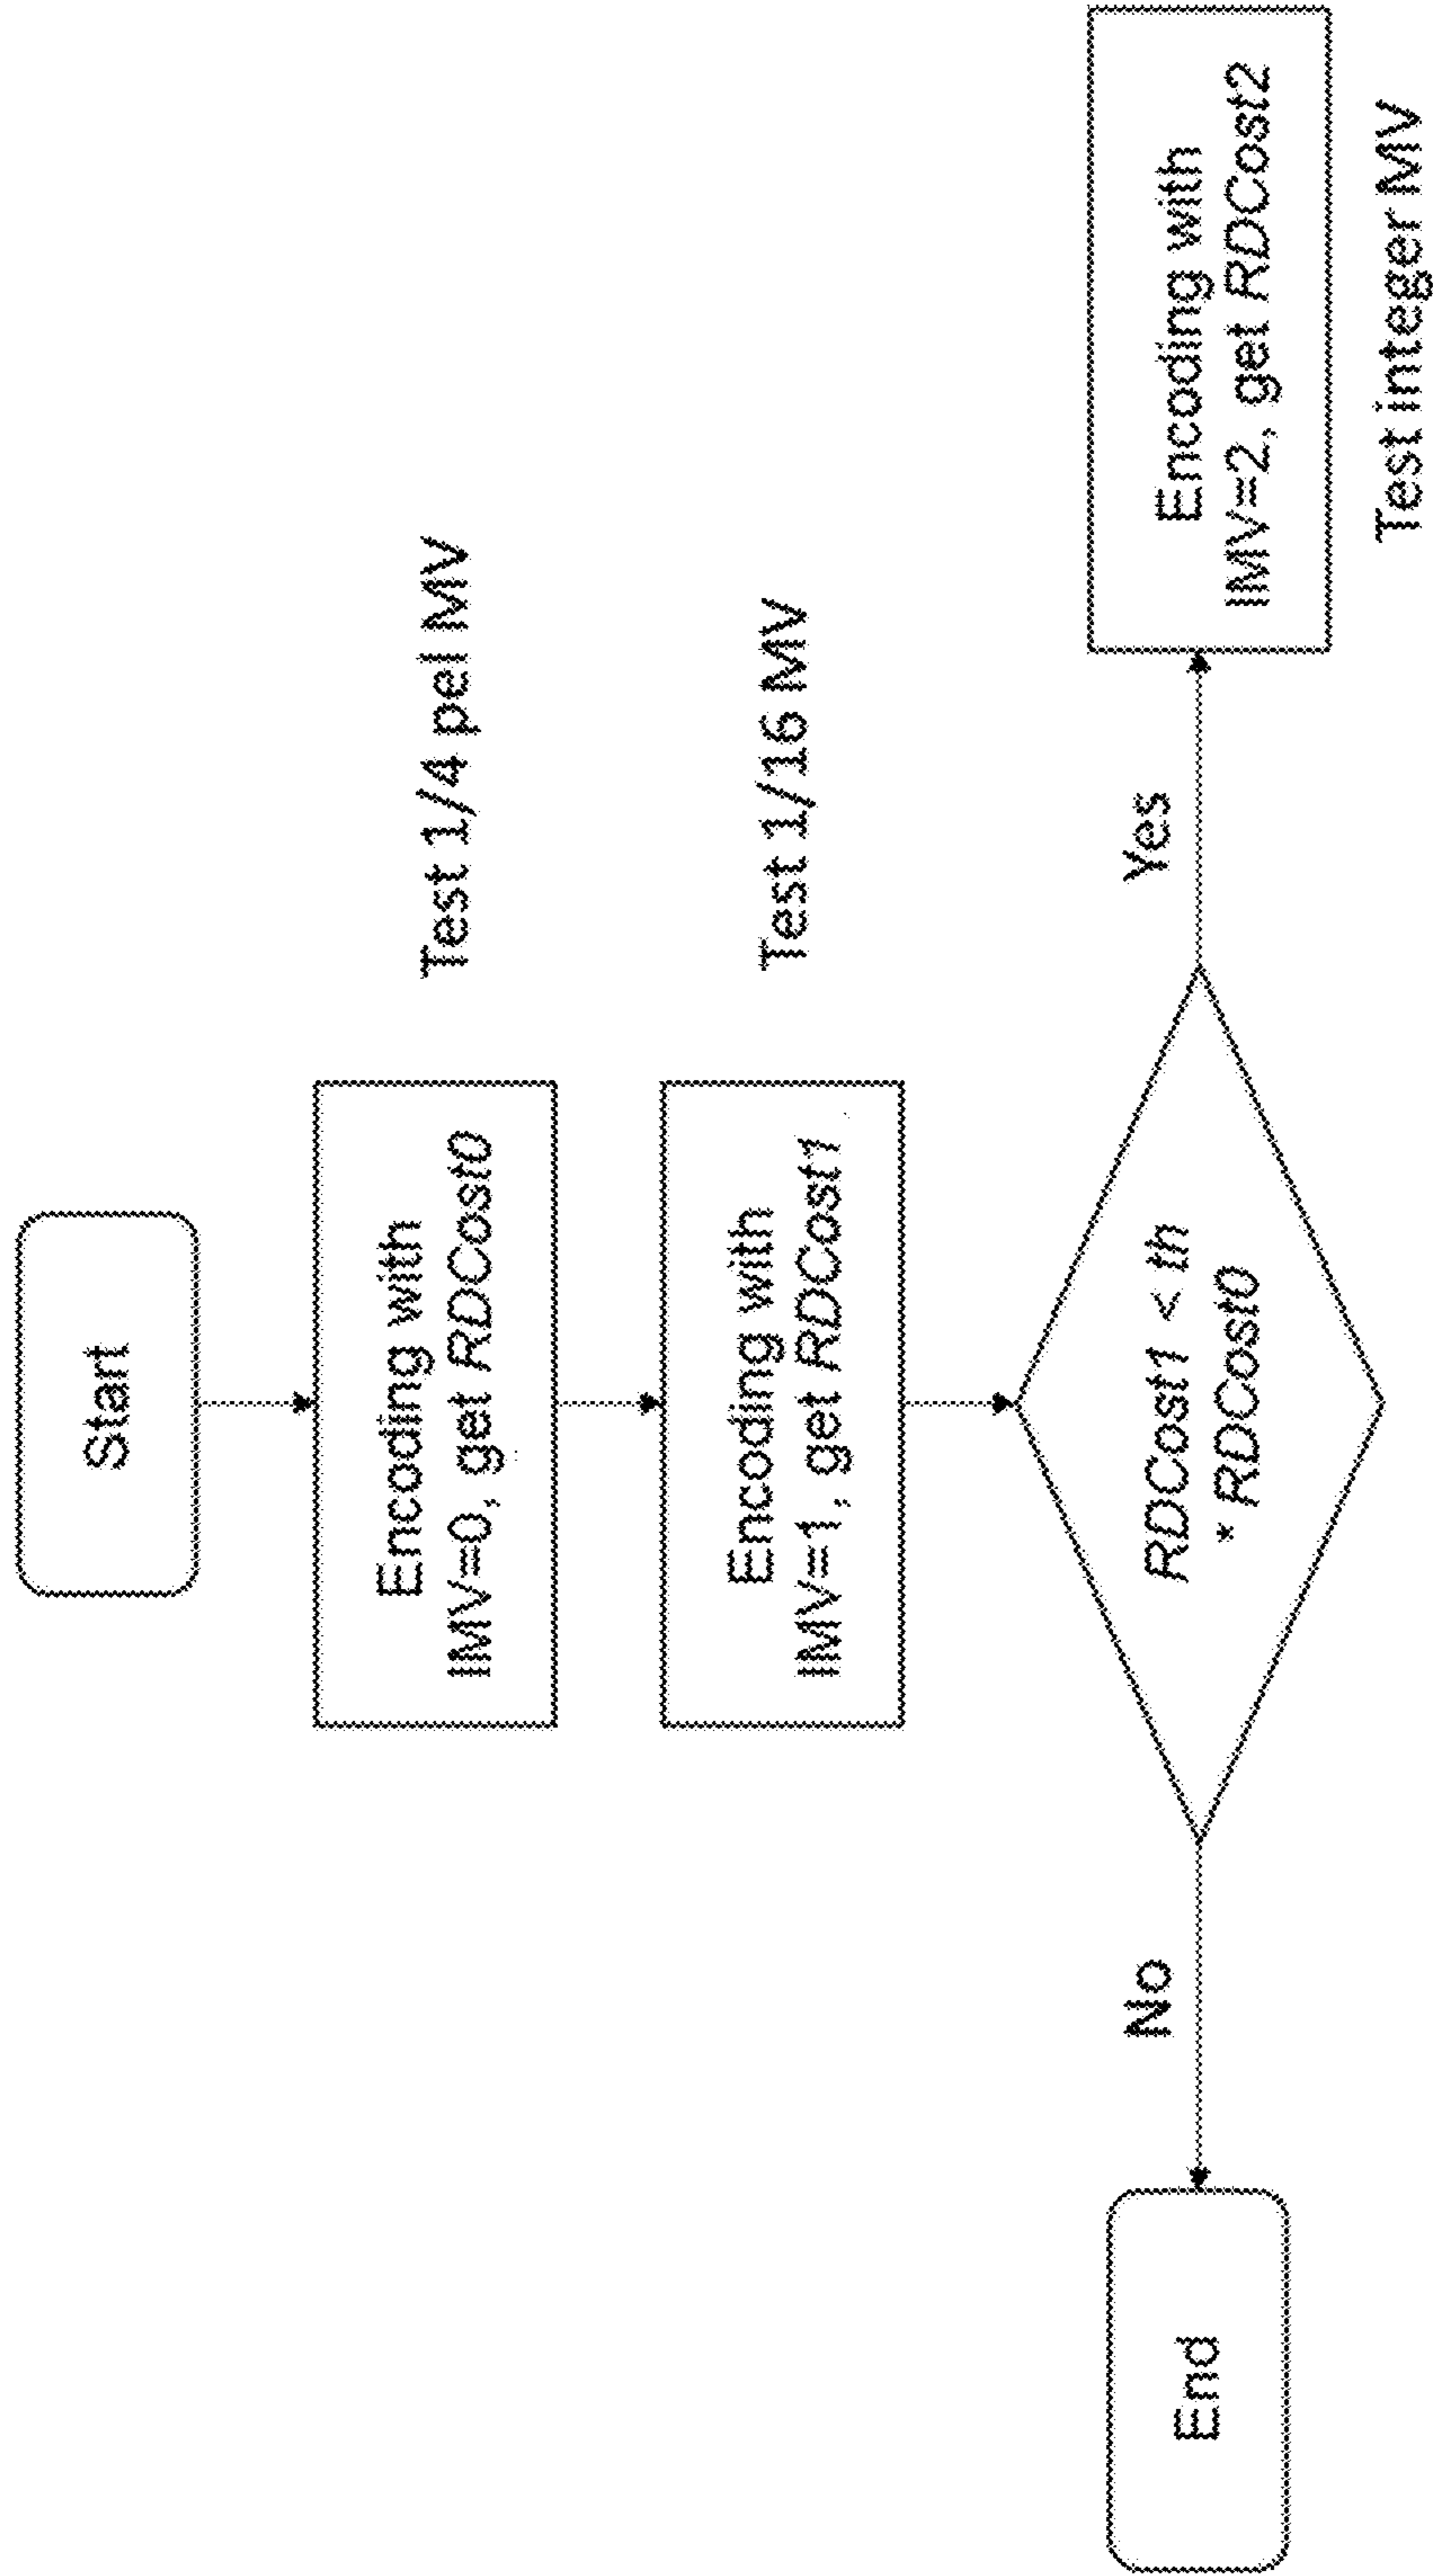 Start
Encoding with
IMV=0, get RDCost0
Test 1/4 pel MV
Encoding with
IMV=1, get RDCost1
Test 1/16 MV
RDCost1 < th
* RDCost0
No
Yes
End
Encoding with
IMV=2, get RDCost2
Test integer MV